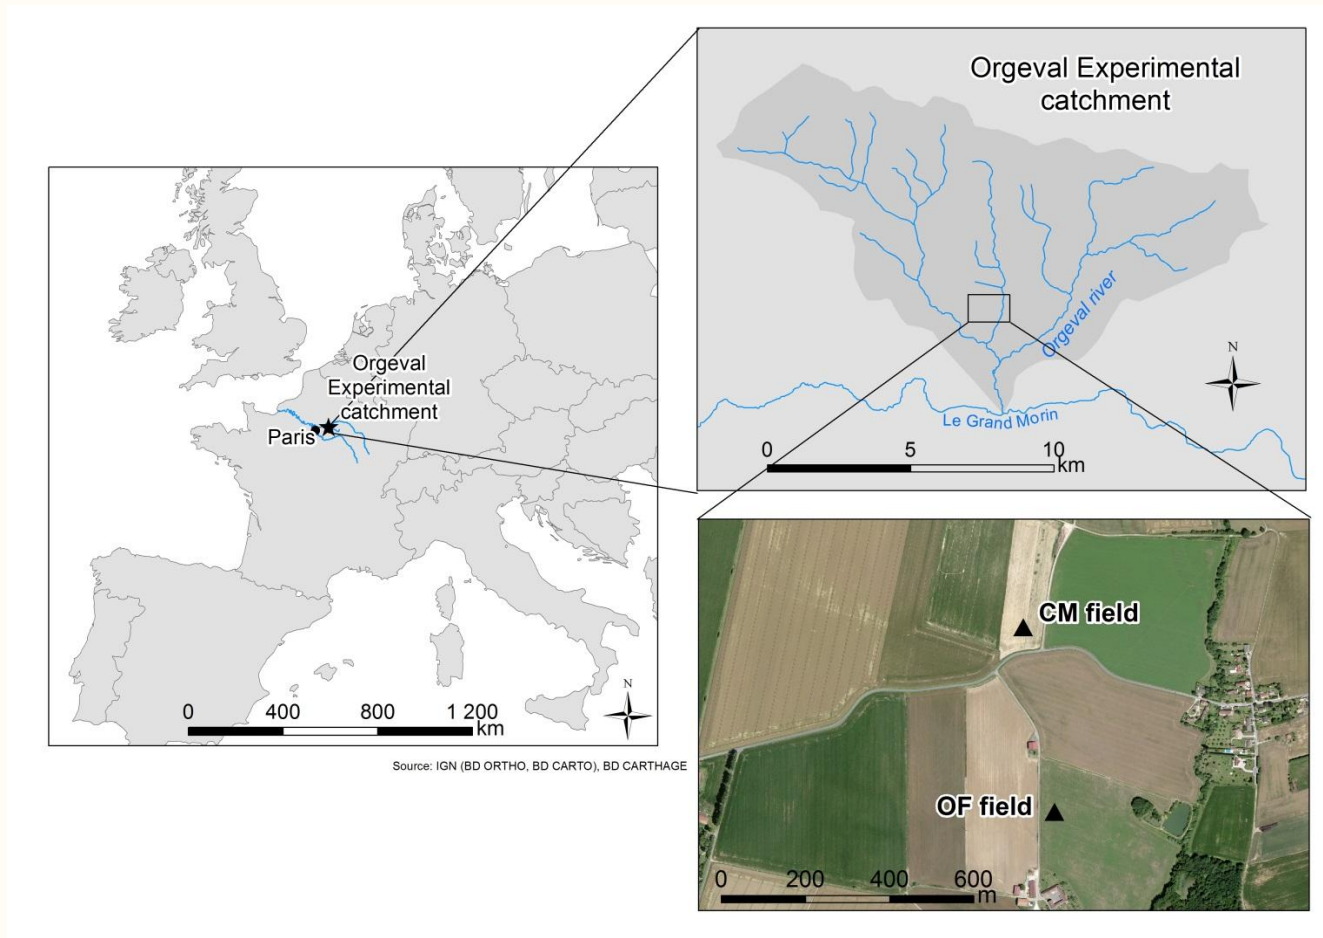 Orgeval Experimental
catchment
N
Orgeval river
Le Grand Morin
0 5 10
km
Orgeval
Experimental
catchment
Paris
N
0 400 800 1 200
km
Source: IGN (BD ORTHO, BD CARTO), BD CARTHAGE
CM field
OF field
0 200 400 600
m